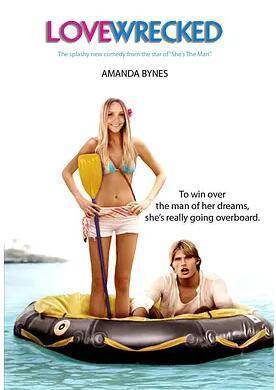 LOVEWRECKED
The splashy new comedy from the star of "She's The Man"
AMANDA BYNES
To win over
the man of her dreams,
she's really going overboard.